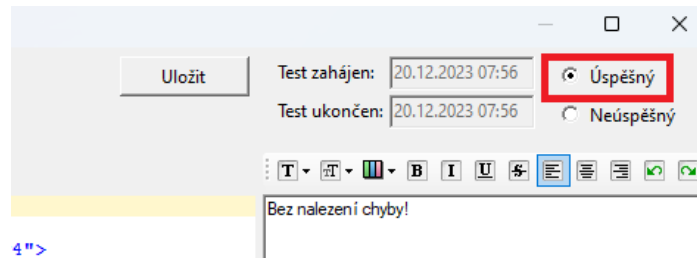 Uložit
Test zahájen: 20.12.2023 07:56
Úspěšný
Test ukončen: 20.12.2023 07:56
Neúspěšný
T T B I U S
Bez nalezení chyby!
4">